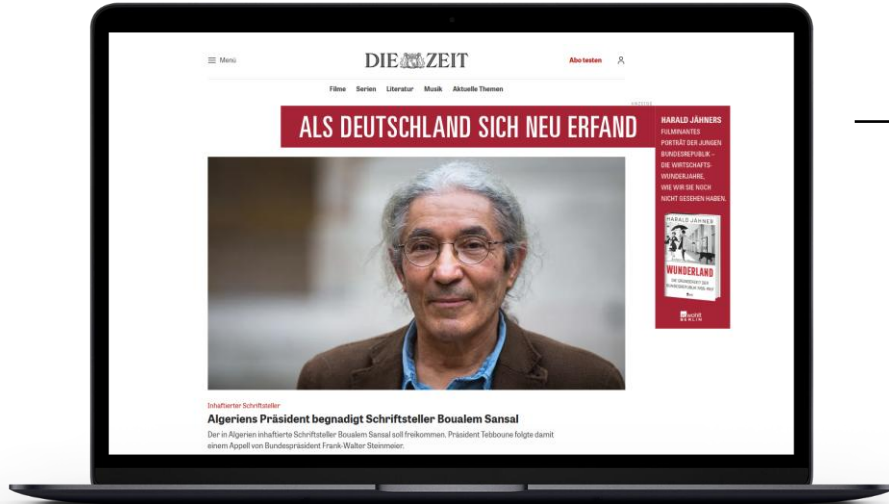 Menü
DIE ZEIT
Abo testen
Filme Serien Literatur Musik Aktuelle Themen
ANZEIGE
ALS DEUTSCHLAND SICH NEU ERFAND
HARALD JÄHNERS
FULMINANTES
PORTRÄT DER JUNGEN
BUNDESREPUBLIK –
DIE WIRTSCHAFTS-
WUNDERJAHRE,
WIE WIR SIE NOCH
NICHT GESEHEN HABEN.
HARALD JÄHNER
WUNDERLAND
BERLIN
Inhaftierter Schriftsteller
Algeriens Präsident begnadigt Schriftsteller Boualem Sansal
Der in Algerien inhaftierte Schriftsteller Boualem Sansal soll freikommen. Präsident Tebboune folgte damit
einem Appell von Bundespräsident Frank-Walter Steinmeier.